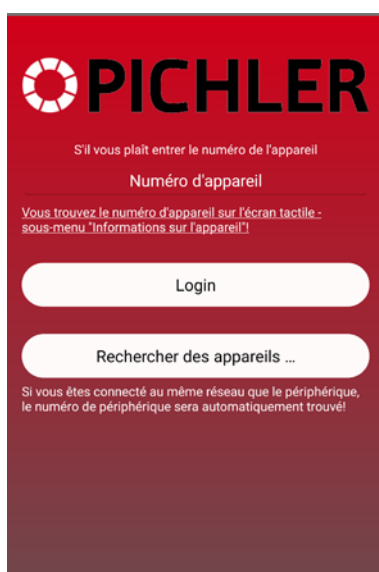 PICHLER
S'il vous plaît entrer le numéro de l'appareil
Numéro d'appareil
Vous trouvez le numéro d'appareil sur l'écran tactile -
sous-menu "Informations sur l'appareil"!
Login
Rechercher des appareils ...
Si vous êtes connecté au même réseau que le périphérique,
le numéro de périphérique sera automatiquement trouvé!